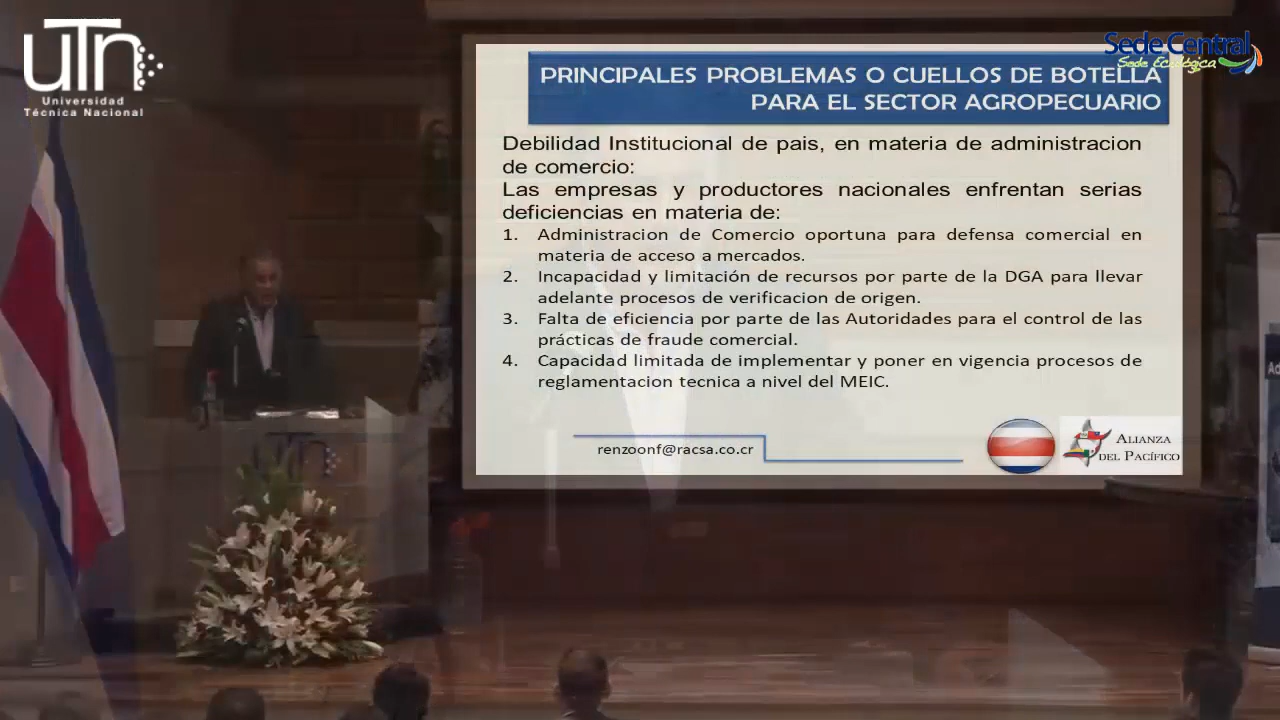 uTn
Universidad
Técnica Nacional
Sede Central
Sede Ecológica
PRINCIPALES PROBLEMAS O CUELLOS DE BOTELLA
PARA EL SECTOR AGROPECUARIO
Debilidad Institucional de pais, en materia de administracion
de comercio:
Las empresas y productores nacionales enfrentan serias
deficiencias en materia de:
1. Administracion de Comercio oportuna para defensa comercial en
materia de acceso a mercados.
2. Incapacidad y limitación de recursos por parte de la DGA para llevar
adelante procesos de verificacion de origen.
3. Falta de eficiencia por parte de las Autoridades para el control de las
prácticas de fraude comercial.
4. Capacidad limitada de implementar y poner en vigencia procesos de
reglamentacion tecnica a nivel del MEIC.
renzoonf@racsa.co.cr
ALIANZA
DEL PACÍFICO